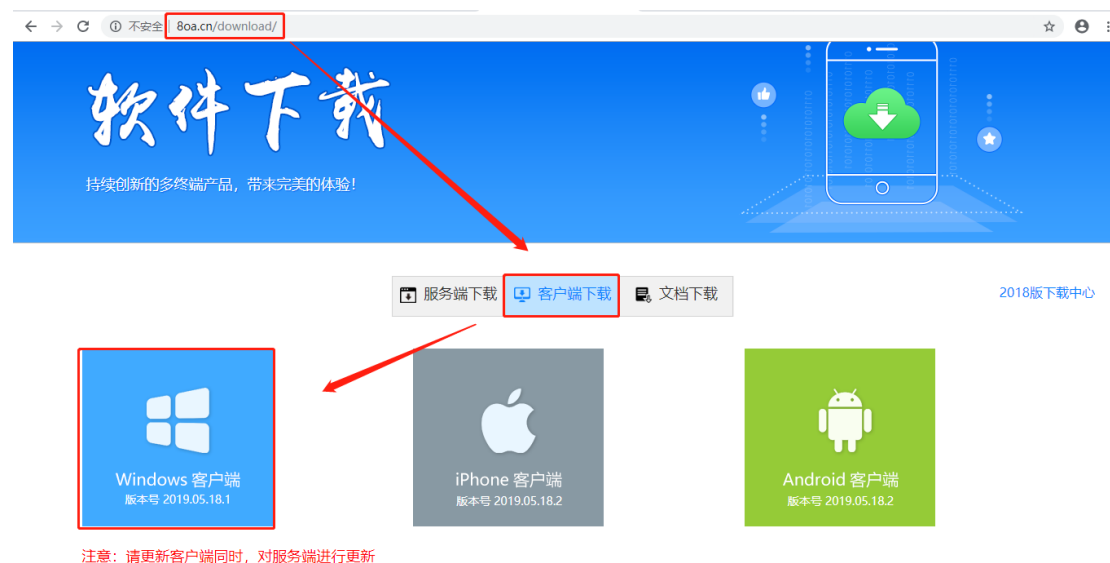 不安全 8oa.cn/download/
软件下载
持续创新的多终端产品，带来完美的体验！
服务端下载 客户端下载 文档下载
2018版下载中心
Windows 客户端
版本号 2019.05.18.1
iPhone 客户端
版本号 2019.05.18.2
Android 客户端
版本号 2019.05.18.2
注意：请更新客户端同时，对服务端进行更新